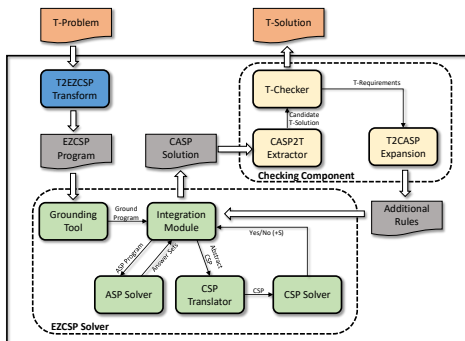 T-Problem
T-Solution
T2EZCSP
Transform
T-Checker
T-Requirements
Candidate
T-Solution
EZCSP
Program
CASP
Solution
CASP2T
Extractor
T2CASP
Expansion
Checking Component
Grounding
Tool
Ground
Program
Integration
Module
Additional
Rules
Yes/No (+S)
ASP Program
Answer Sets
Abstract
CSP
ASP Solver
CSP
Translator
CSP
CSP Solver
EZCSP Solver